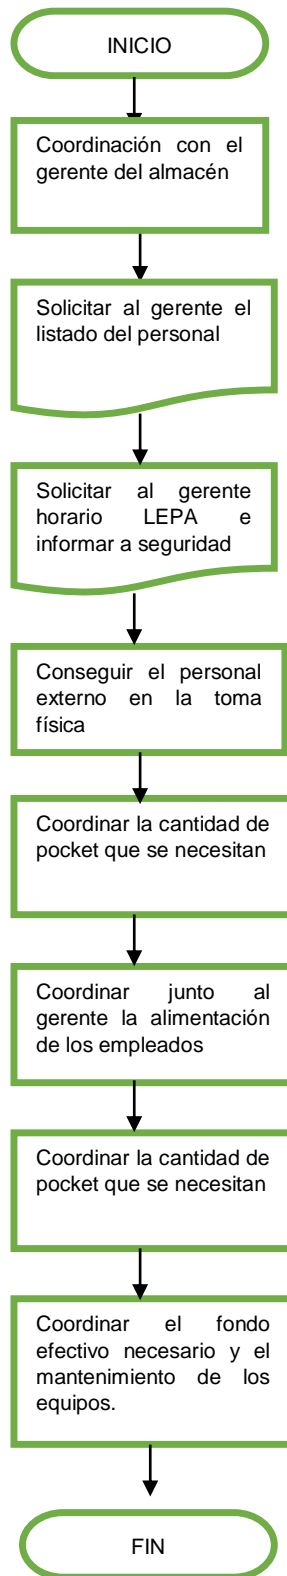 INICIO
Coordinación con el
gerente del almacén
Solicitar al gerente el
listado del personal
Solicitar al gerente
horario LEPA e
informar a seguridad
Conseguir el personal
externo en la toma
física
Coordinar la cantidad de
pocket que se necesitan
Coordinar junto al
gerente la alimentación
de los empleados
Coordinar la cantidad de
pocket que se necesitan
Coordinar el fondo
efectivo necesario y el
mantenimiento de los
equipos.
FIN